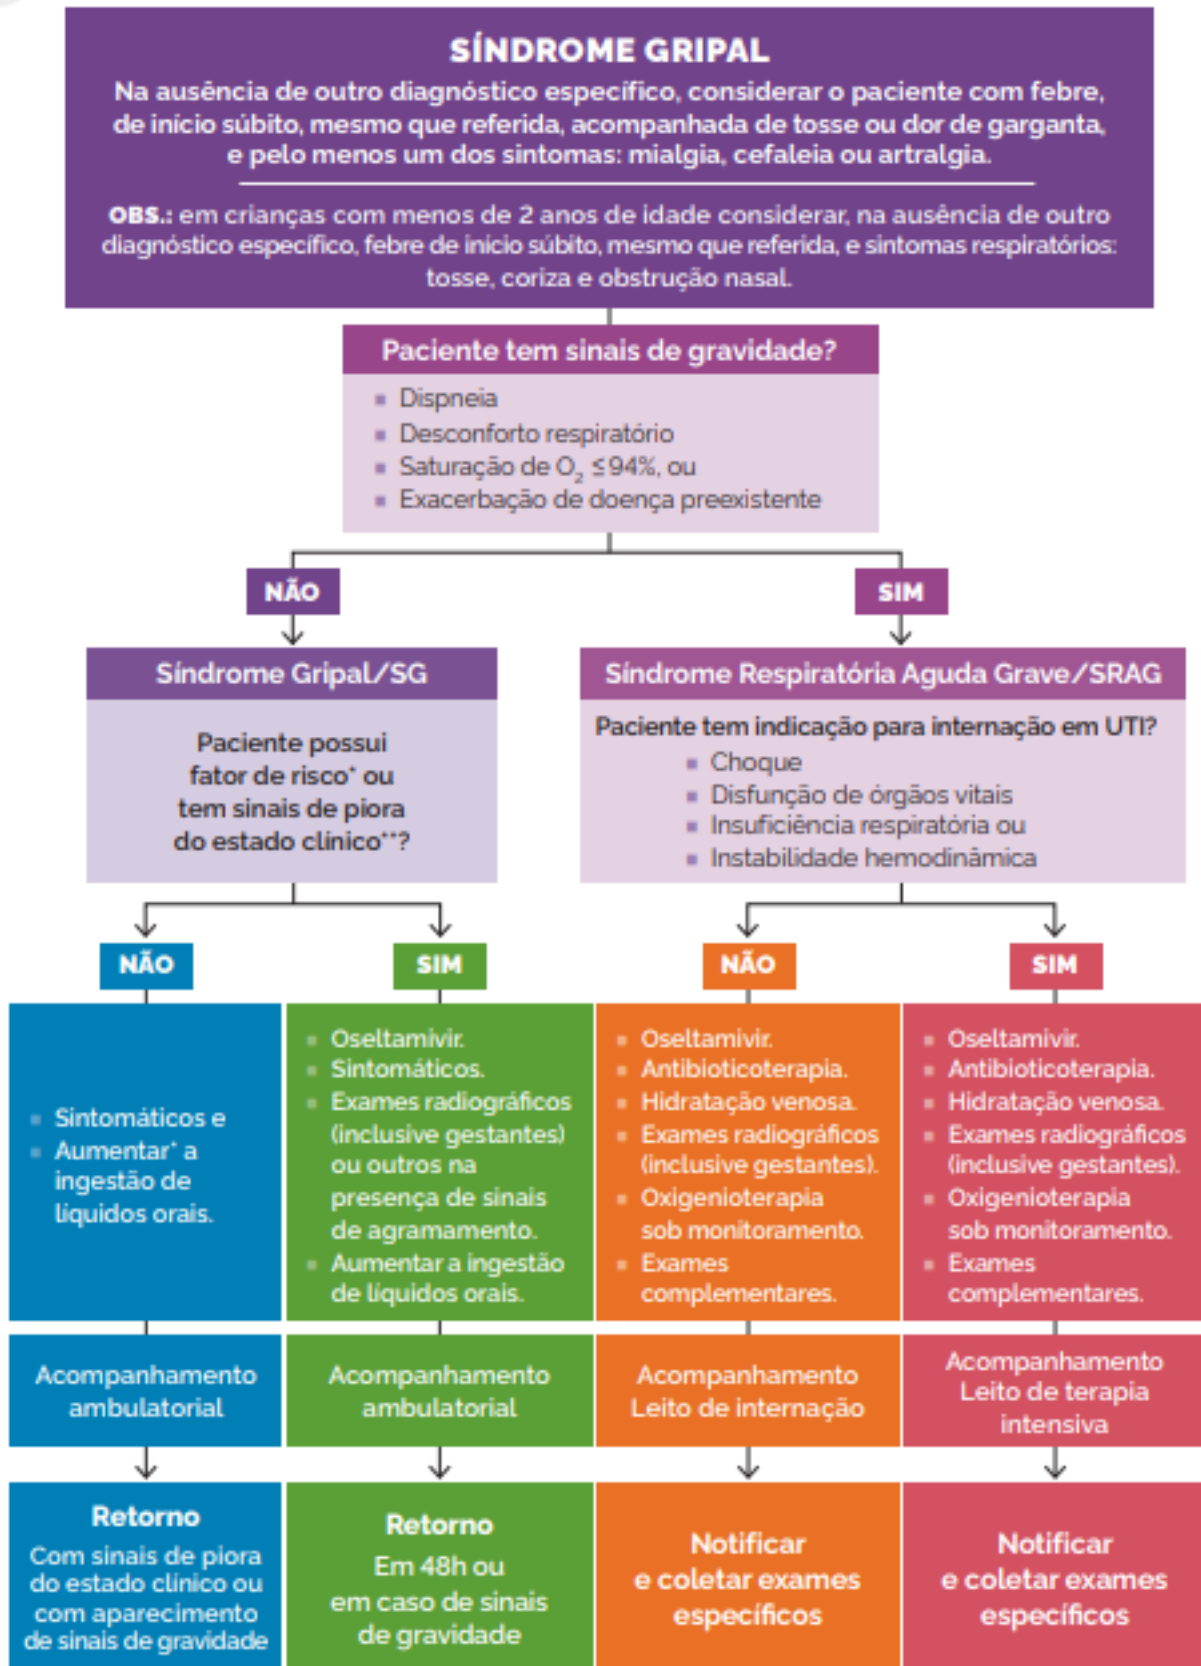 SÍNDROME GRIPAL
Na ausência de outro diagnóstico específico, considerar o paciente com febre,
de início súbito, mesmo que referida, acompanhada de tosse ou dor de garganta,
e pelo menos um dos sintomas: mialgia, cefaleia ou artralgia.
OBS.: em crianças com menos de 2 anos de idade considerar, na ausência de outro
diagnóstico específico, febre de início súbito, mesmo que referida, e sintomas respiratórios:
tosse, coriza e obstrução nasal.
Paciente tem sinais de gravidade?
▪ Dispneia
▪ Desconforto respiratório
▪ Saturação de O₂ ≤94%, ou
▪ Exacerbação de doença preexistente
NÃO
SIM
Síndrome Gripal/SG
Paciente possui
fator de risco* ou
tem sinais de piora
do estado clínico**?
Síndrome Respiratória Aguda Grave/SRAG
Paciente tem indicação para internação em UTI?
▪ Choque
▪ Disfunção de órgãos vitais
▪ Insuficiência respiratória ou
▪ Instabilidade hemodinâmica
NÃO
SIM
NÃO
SIM
▪ Sintomáticos e
▪ Aumentar* a
ingestão de
líquidos orais.
▪ Oseltamivir.
▪ Sintomáticos.
▪ Exames radiográficos
(inclusive gestantes)
ou outros na
presença de sinais
de agramamento.
▪ Aumentar a ingestão
de líquidos orais.
▪ Oseltamivir.
▪ Antibioticoterapia.
▪ Hidratação venosa.
▪ Exames radiográficos
(inclusive gestantes).
▪ Oxigenioterapia
sob monitoramento.
▪ Exames
complementares.
▪ Oseltamivir.
▪ Antibioticoterapia.
▪ Hidratação venosa.
▪ Exames radiográficos
(inclusive gestantes).
▪ Oxigenioterapia
sob monitoramento.
▪ Exames
complementares.
Acompanhamento
ambulatorial
Acompanhamento
ambulatorial
Acompanhamento
Leito de internação
Acompanhamento
Leito de terapia
intensiva
Retorno
Com sinais de piora
do estado clínico ou
com aparecimento
de sinais de gravidade
Retorno
Em 48h ou
em caso de sinais
de gravidade
Notificar
e coletar exames
específicos
Notificar
e coletar exames
específicos